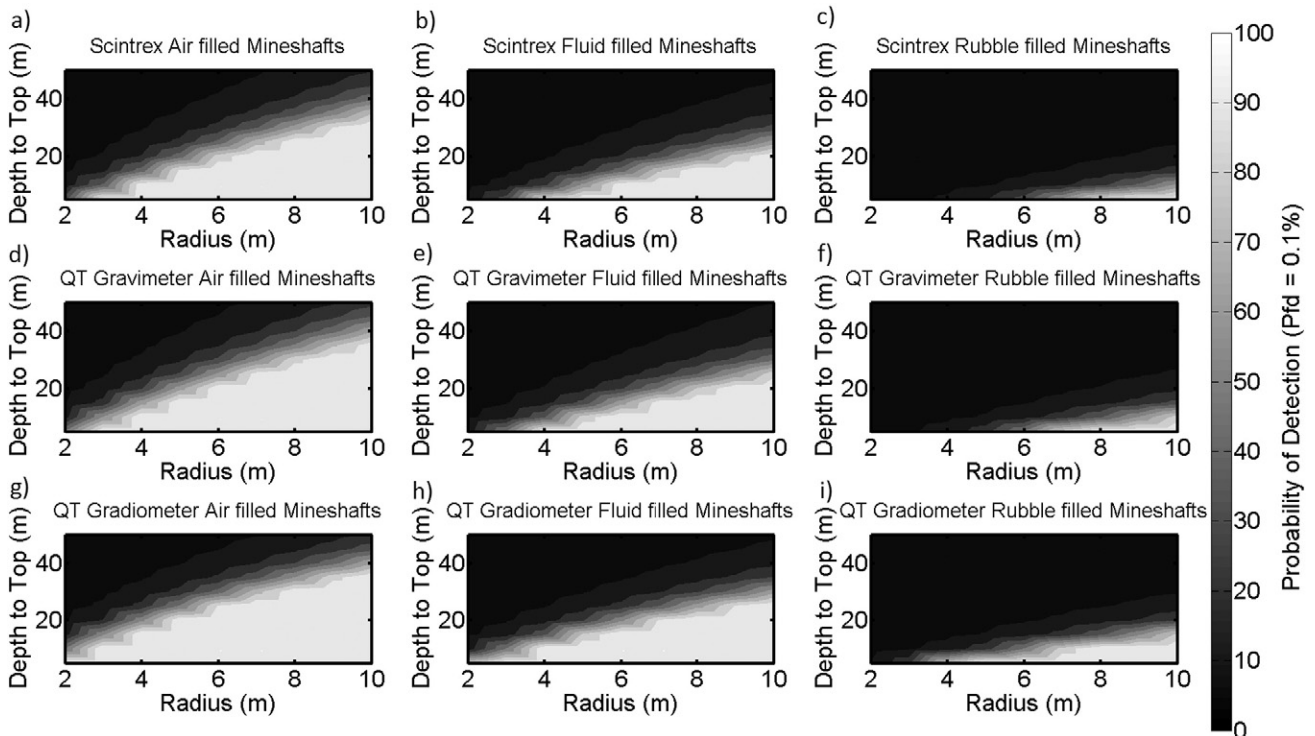 a)
Scintrex Air filled Mineshafts
Depth to Top (m)
40
20
2 4 6 8 10
Radius (m)
b)
Scintrex Fluid filled Mineshafts
Depth to Top (m)
40
20
2 4 6 8 10
Radius (m)
c)
Scintrex Rubble filled Mineshafts
Depth to Top (m)
40
20
2 4 6 8 10
Radius (m)
d)
QT Gravimeter Air filled Mineshafts
Depth to Top (m)
40
20
2 4 6 8 10
Radius (m)
e)
QT Gravimeter Fluid filled Mineshafts
Depth to Top (m)
40
20
2 4 6 8 10
Radius (m)
f)
QT Gravimeter Rubble filled Mineshafts
Depth to Top (m)
40
20
2 4 6 8 10
Radius (m)
g)
QT Gradiometer Air filled Mineshafts
Depth to Top (m)
40
20
2 4 6 8 10
Radius (m)
h)
QT Gradiometer Fluid filled Mineshafts
Depth to Top (m)
40
20
2 4 6 8 10
Radius (m)
i)
QT Gradiometer Rubble filled Mineshafts
Depth to Top (m)
40
20
2 4 6 8 10
Radius (m)
100
90
80
70
60
50
40
30
20
10
0
Probability of Detection (Pfd = 0.1%)